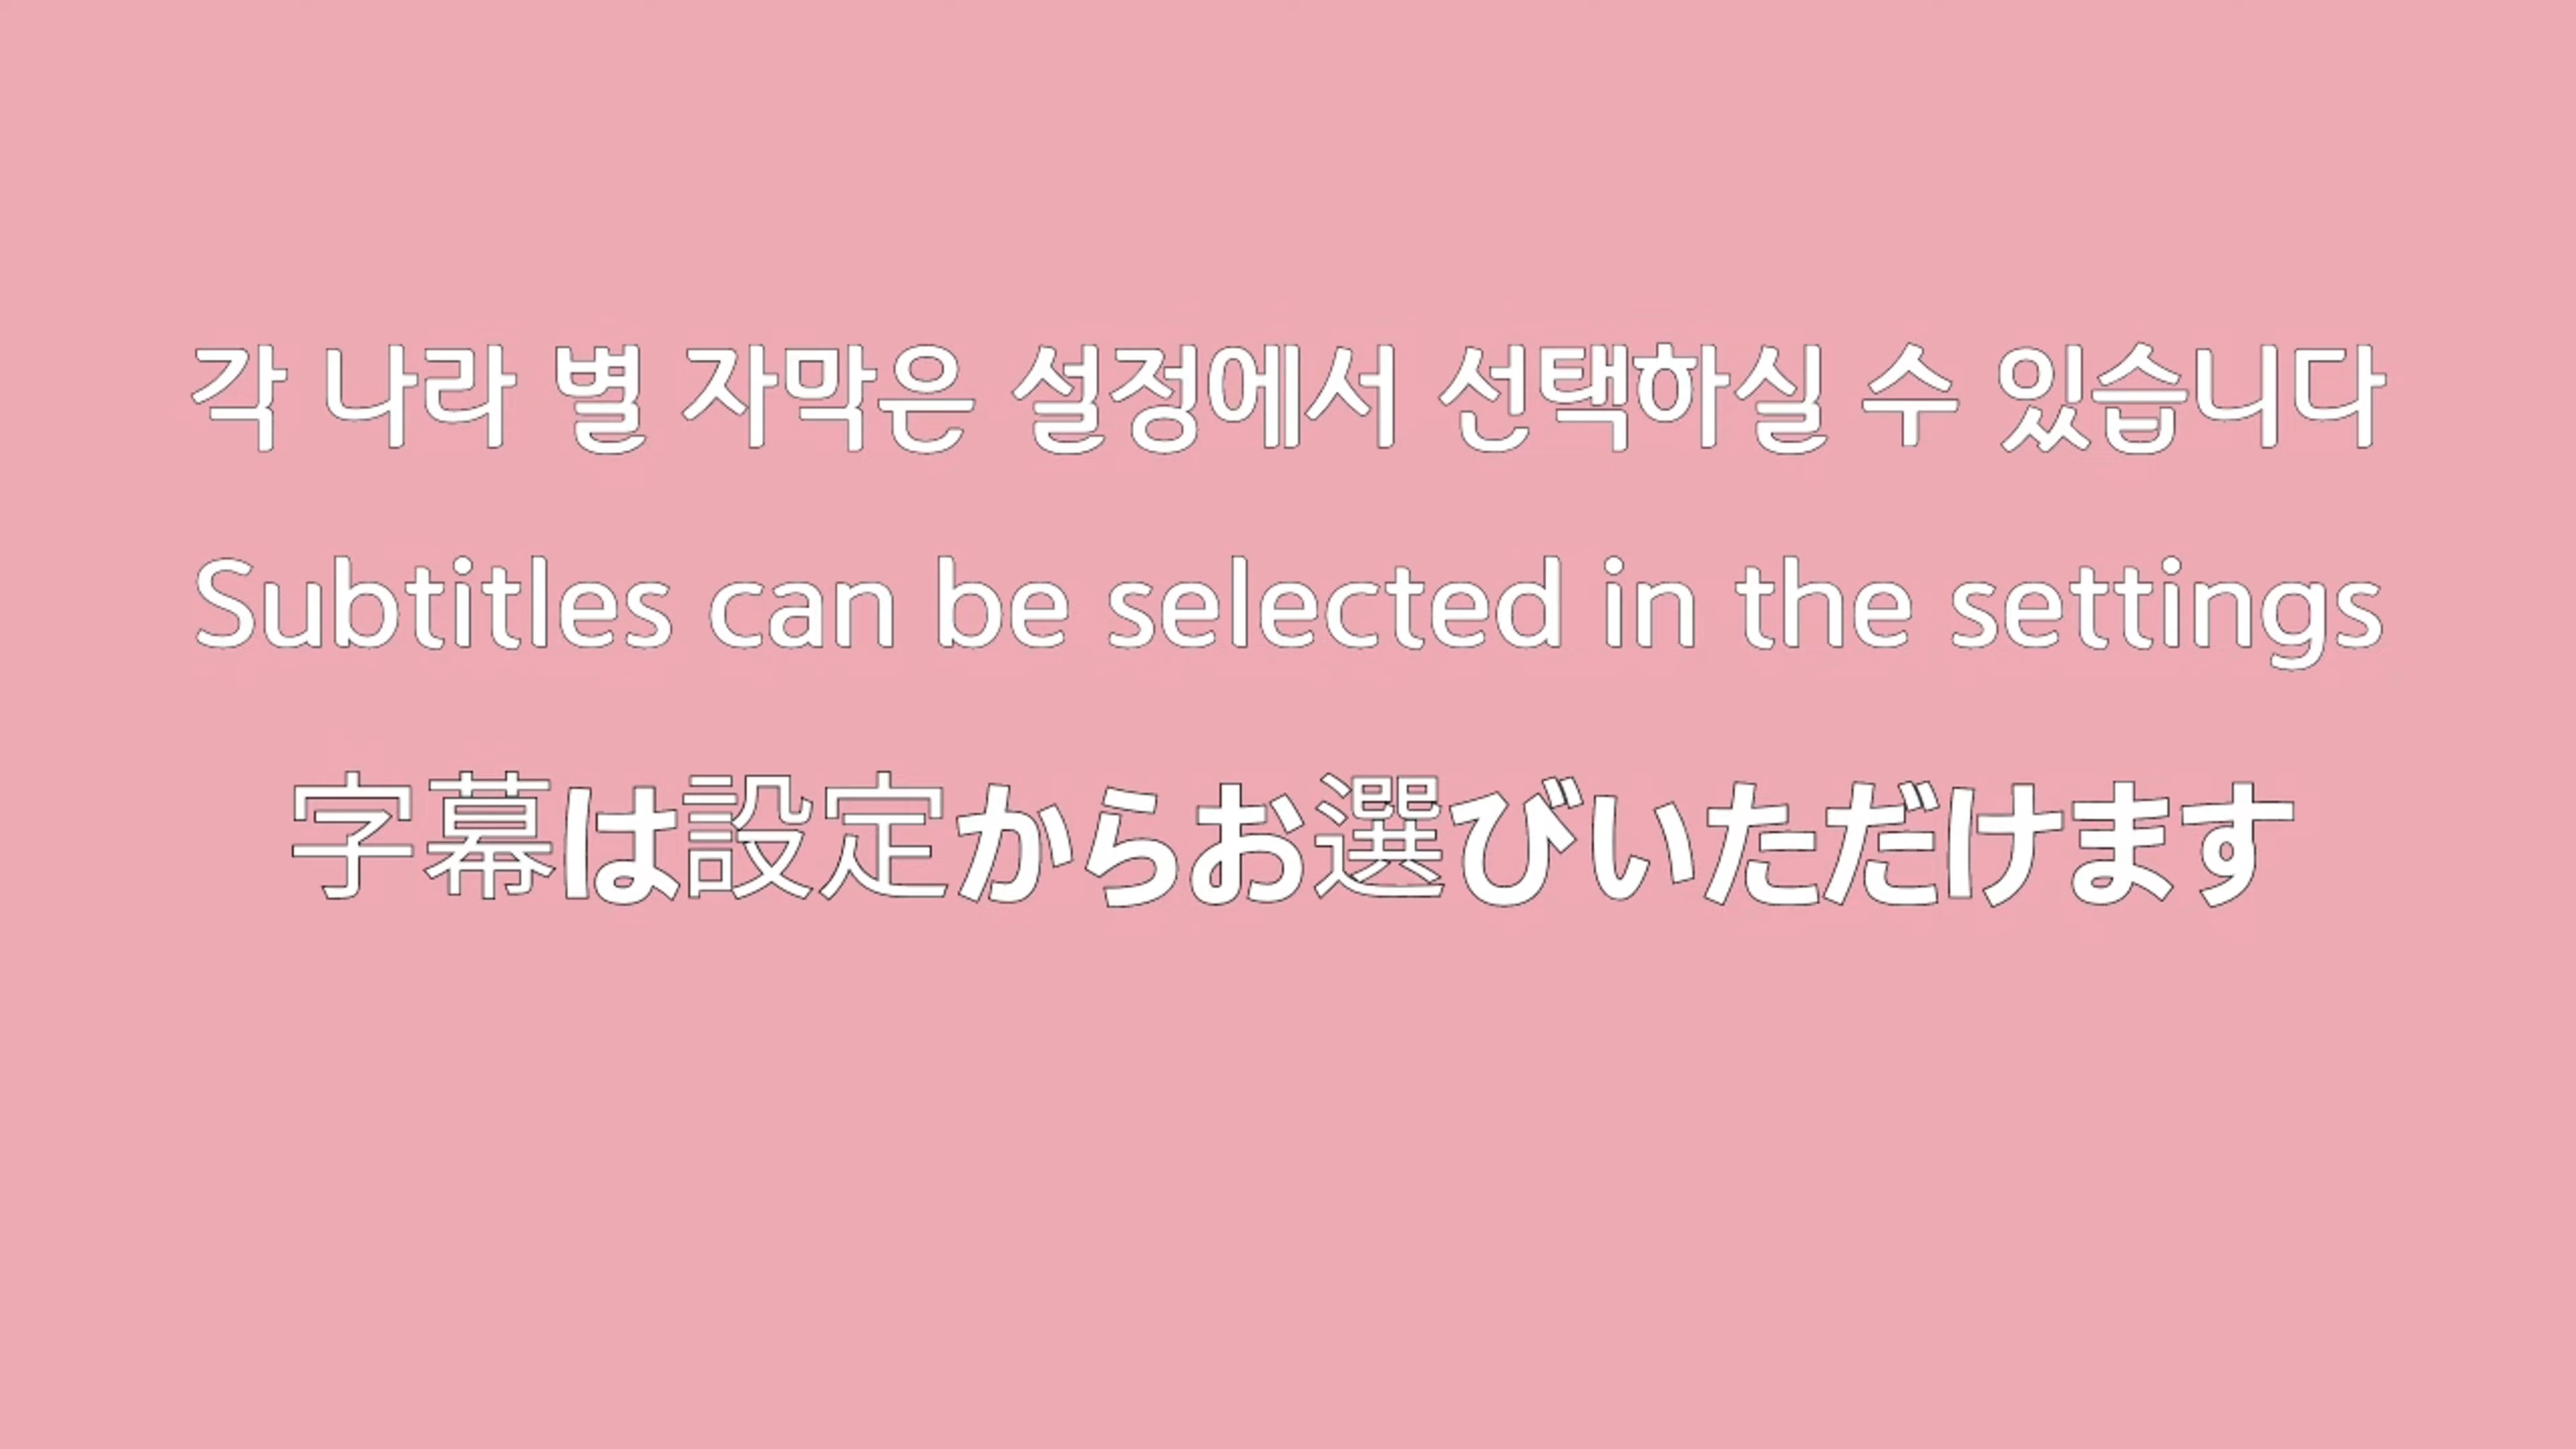 각 나라 별 자막은 설정에서 선택하실 수 있습니다
Subtitles can be selected in the settings
字幕は設定からお選びいただけます